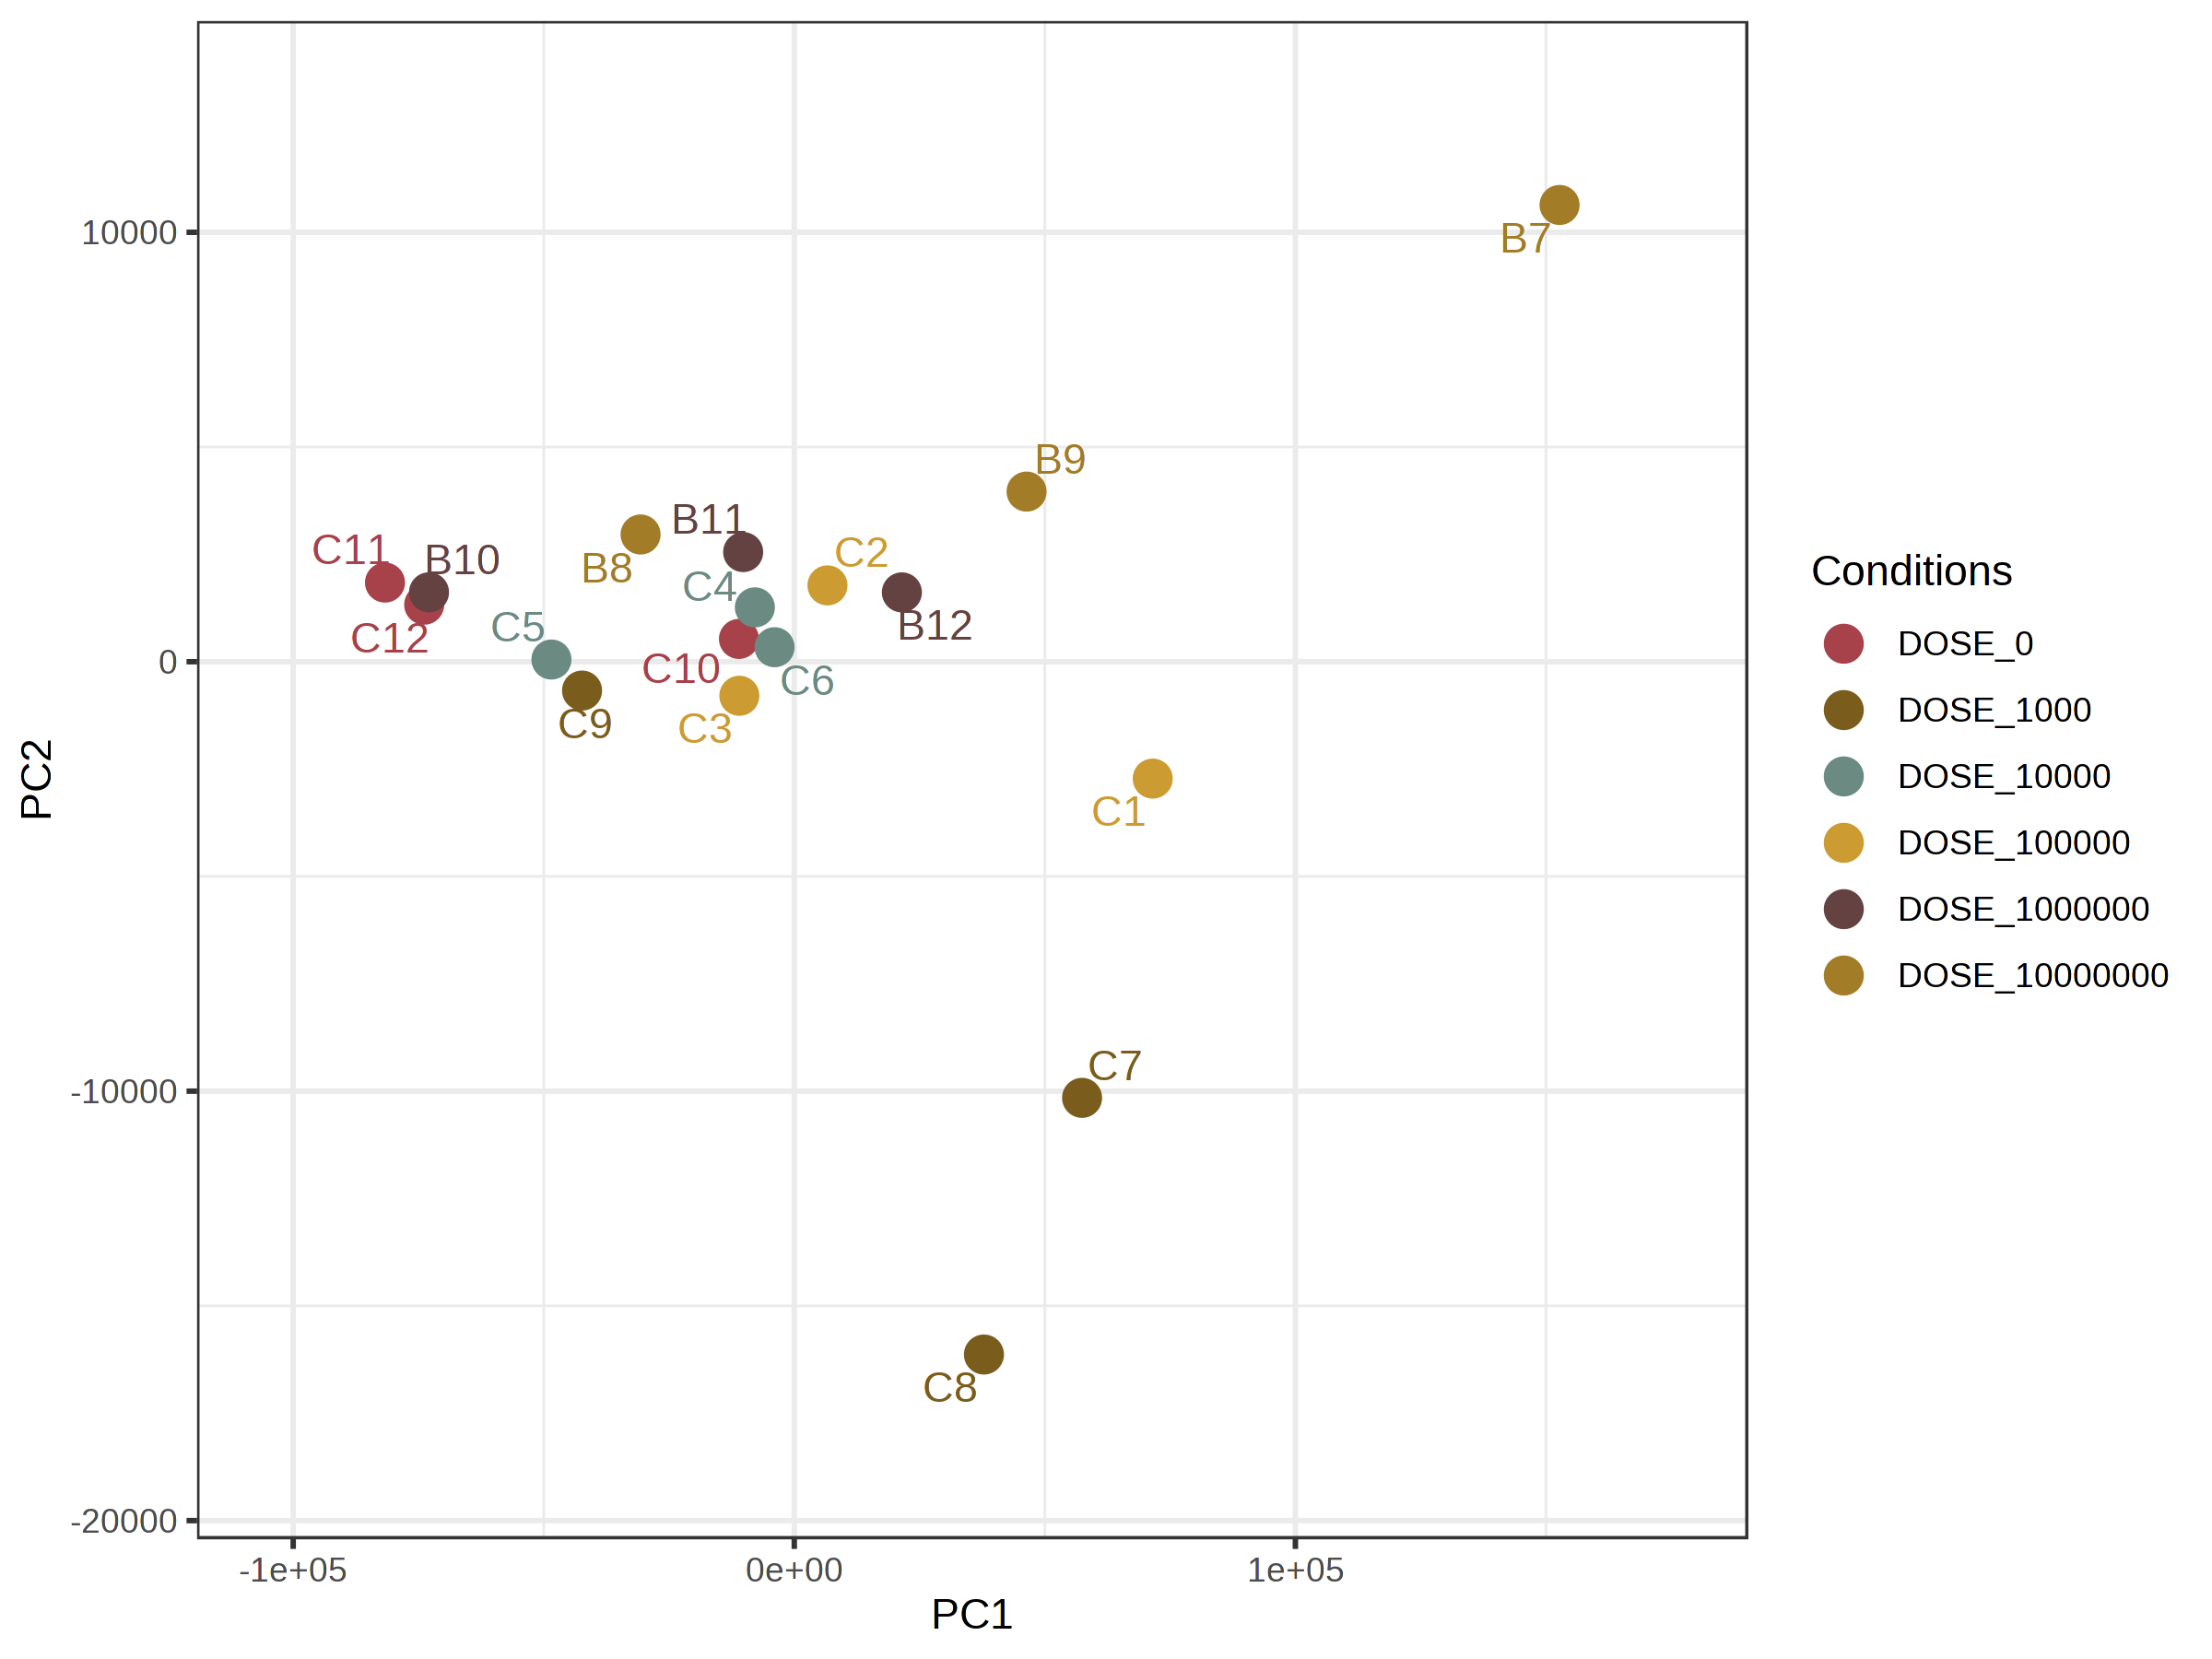 10000
0
-10000
-20000
PC2
B7
B9
B11
C2
C11
B10
B8
C4
B12
C5
C12
C10
C6
C9
C3
C1
C7
C8
-1e+05
0e+00
1e+05
PC1
Conditions
DOSE_0
DOSE_1000
DOSE_10000
DOSE_100000
DOSE_1000000
DOSE_10000000